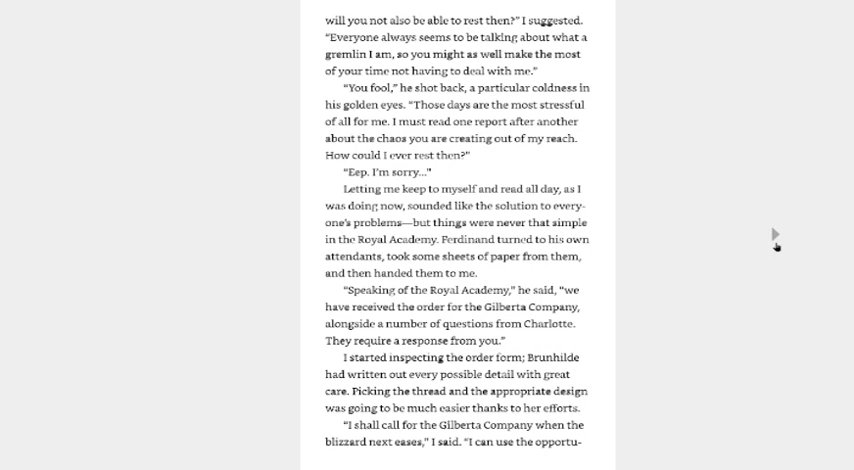 will you not also be able to rest then?” I suggested.
“Everyone always seems to be talking about what a
gremlin I am, so you might as well make the most
of your time not having to deal with me.”
“You fool,” he shot back, a particular coldness in
his golden eyes. “Those days are the most stressful
of all for me. I must read one report after another
about the chaos you are creating out of my reach.
How could I ever rest then?”
“Eep. I’m sorry...”
Letting me keep to myself and read all day, as I
was doing now, sounded like the solution to every-
one’s problems—but things were never that simple
in the Royal Academy. Ferdinand turned to his own
attendants, took some sheets of paper from them,
and then handed them to me.
“Speaking of the Royal Academy,” he said, “we
have received the order for the Gilberta Company,
alongside a number of questions from Charlotte.
They require a response from you.”
I started inspecting the order form; Brunhilde
had written out every possible detail with great
care. Picking the thread and the appropriate design
was going to be much easier thanks to her efforts.
“I shall call for the Gilberta Company when the
blizzard next eases,” I said. “I can use the opportu-